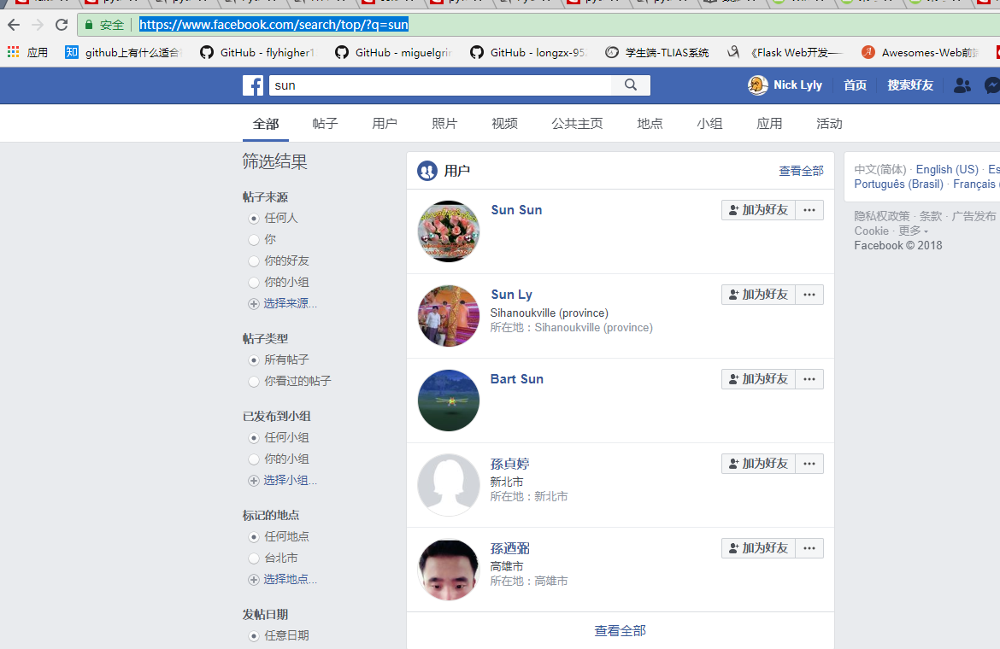 安全 https://www.facebook.com/search/top/?q=sun
应用 知 github上有什么适合 GitHub - flyhigher1 GitHub - miguelgri GitHub - longzx-95 学生端-TLIAS系统 《Flask Web开发—— Awesomes-Web前
sun Nick Lyly 首页 搜索好友
全部 帖子 用户 照片 视频 公共主页 地点 小组 应用 活动
筛选结果
帖子来源
任何人
你
你的好友
你的小组
选择来源...
帖子类型
所有帖子
你看过的帖子
已发布到小组
任何小组
你的小组
选择小组...
标记的地点
任何地点
台北市
选择地点...
发帖日期
任意日期
用户 查看全部
Sun Sun 加为好友 ...
Sun Ly 加为好友 ...
Sihanoukville (province)
所在地：Sihanoukville (province)
Bart Sun 加为好友 ...
孫貞婷 加为好友 ...
新北市
所在地：新北市
孫迺弼 加为好友 ...
高雄市
所在地：高雄市
查看全部
中文(简体) · English (US) · Es
Português (Brasil) · Français
隐私权政策 · 条款 · 广告发布
Cookie · 更多
Facebook © 2018